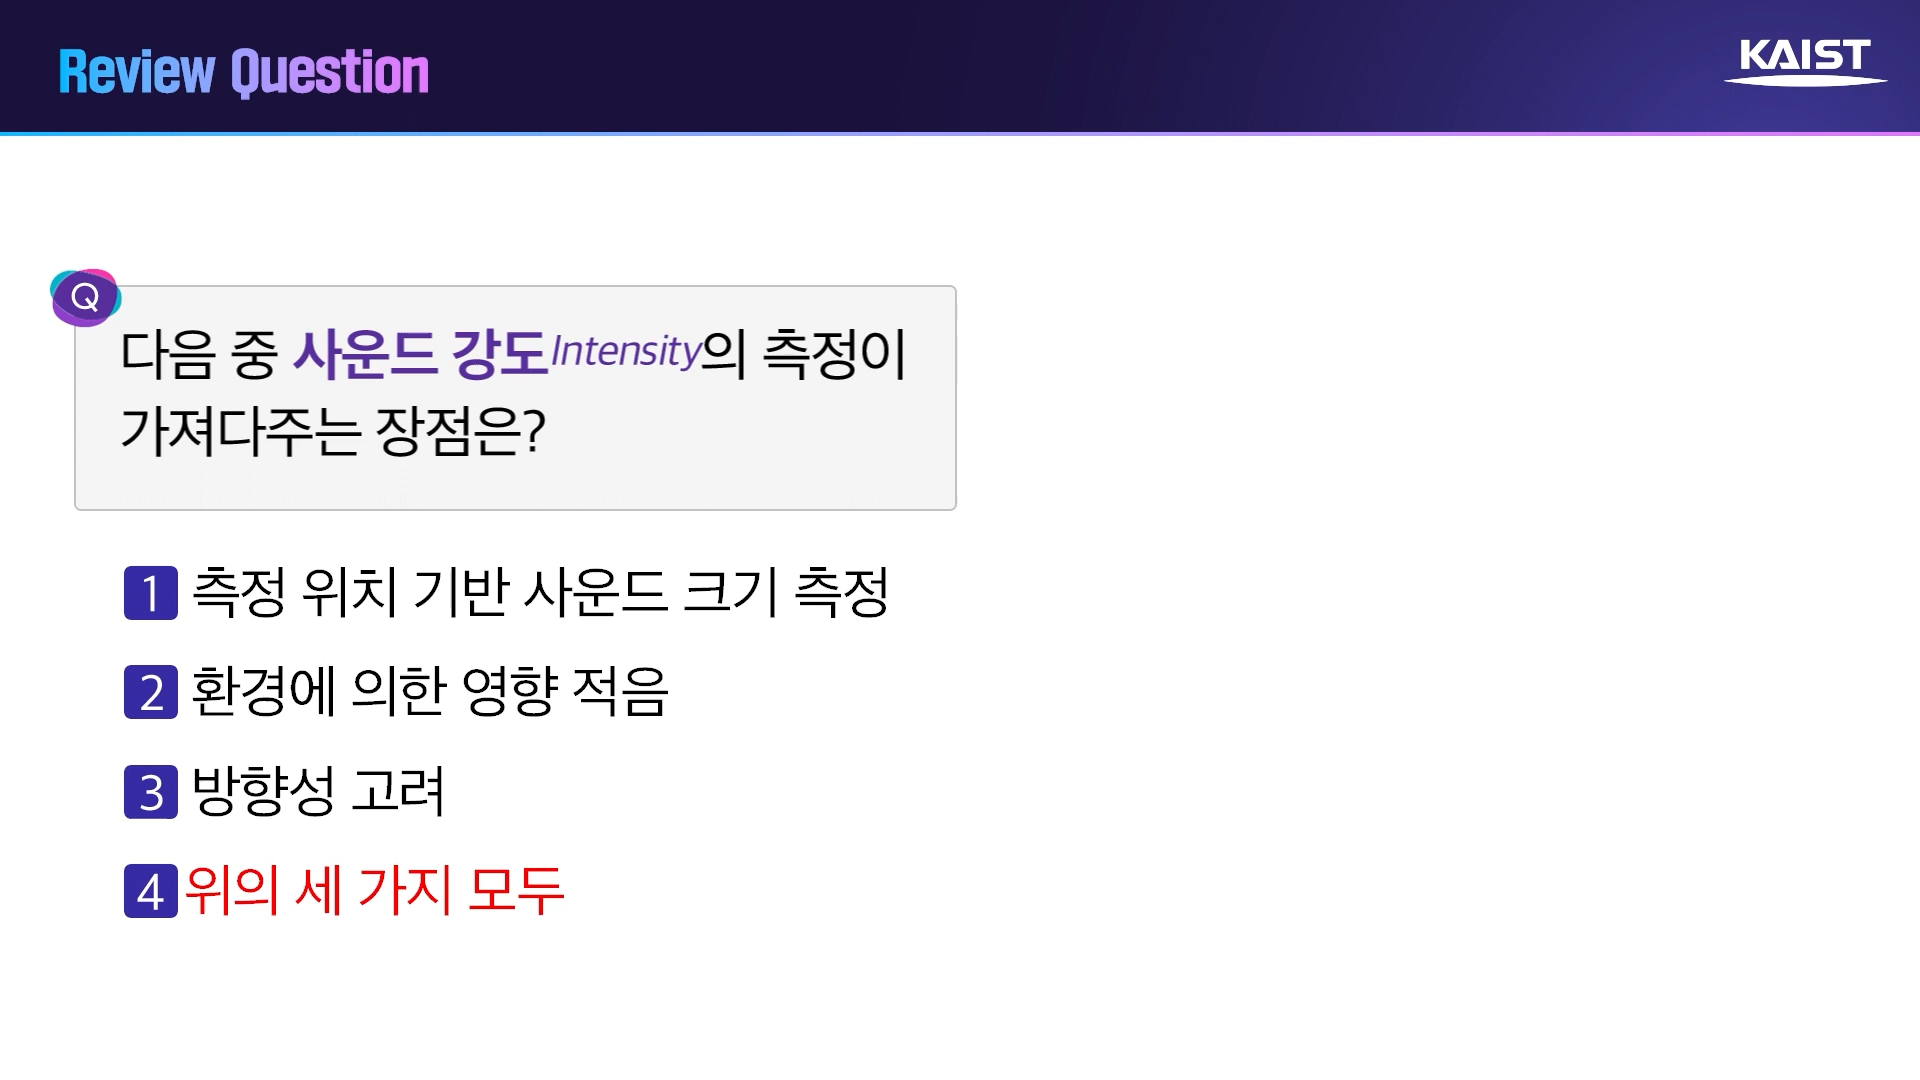 Review Question
KAIST
Q
다음 중 사운드 강도Intensity의 측정이
가져다주는 장점은?
1 측정 위치 기반 사운드 크기 측정
2 환경에 의한 영향 적음
3 방향성 고려
4 위의 세 가지 모두